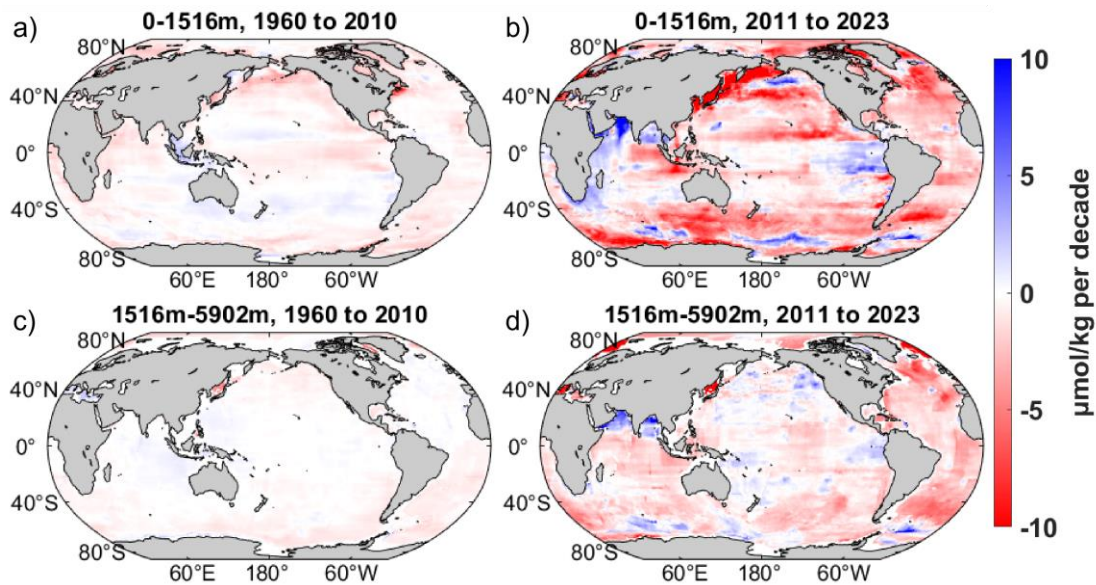 a) 0-1516m, 1960 to 2010
80°N
40°N
0°
40°S
80°S
60°E 180° 60°W
b) 0-1516m, 2011 to 2023
80°N
40°N
0°
40°S
80°S
60°E 180° 60°W
c) 1516m-5902m, 1960 to 2010
80°N
40°N
0°
40°S
80°S
60°E 180° 60°W
d) 1516m-5902m, 2011 to 2023
80°N
40°N
0°
40°S
80°S
60°E 180° 60°W
10
5
0
-5
-10
µmol/kg per decade